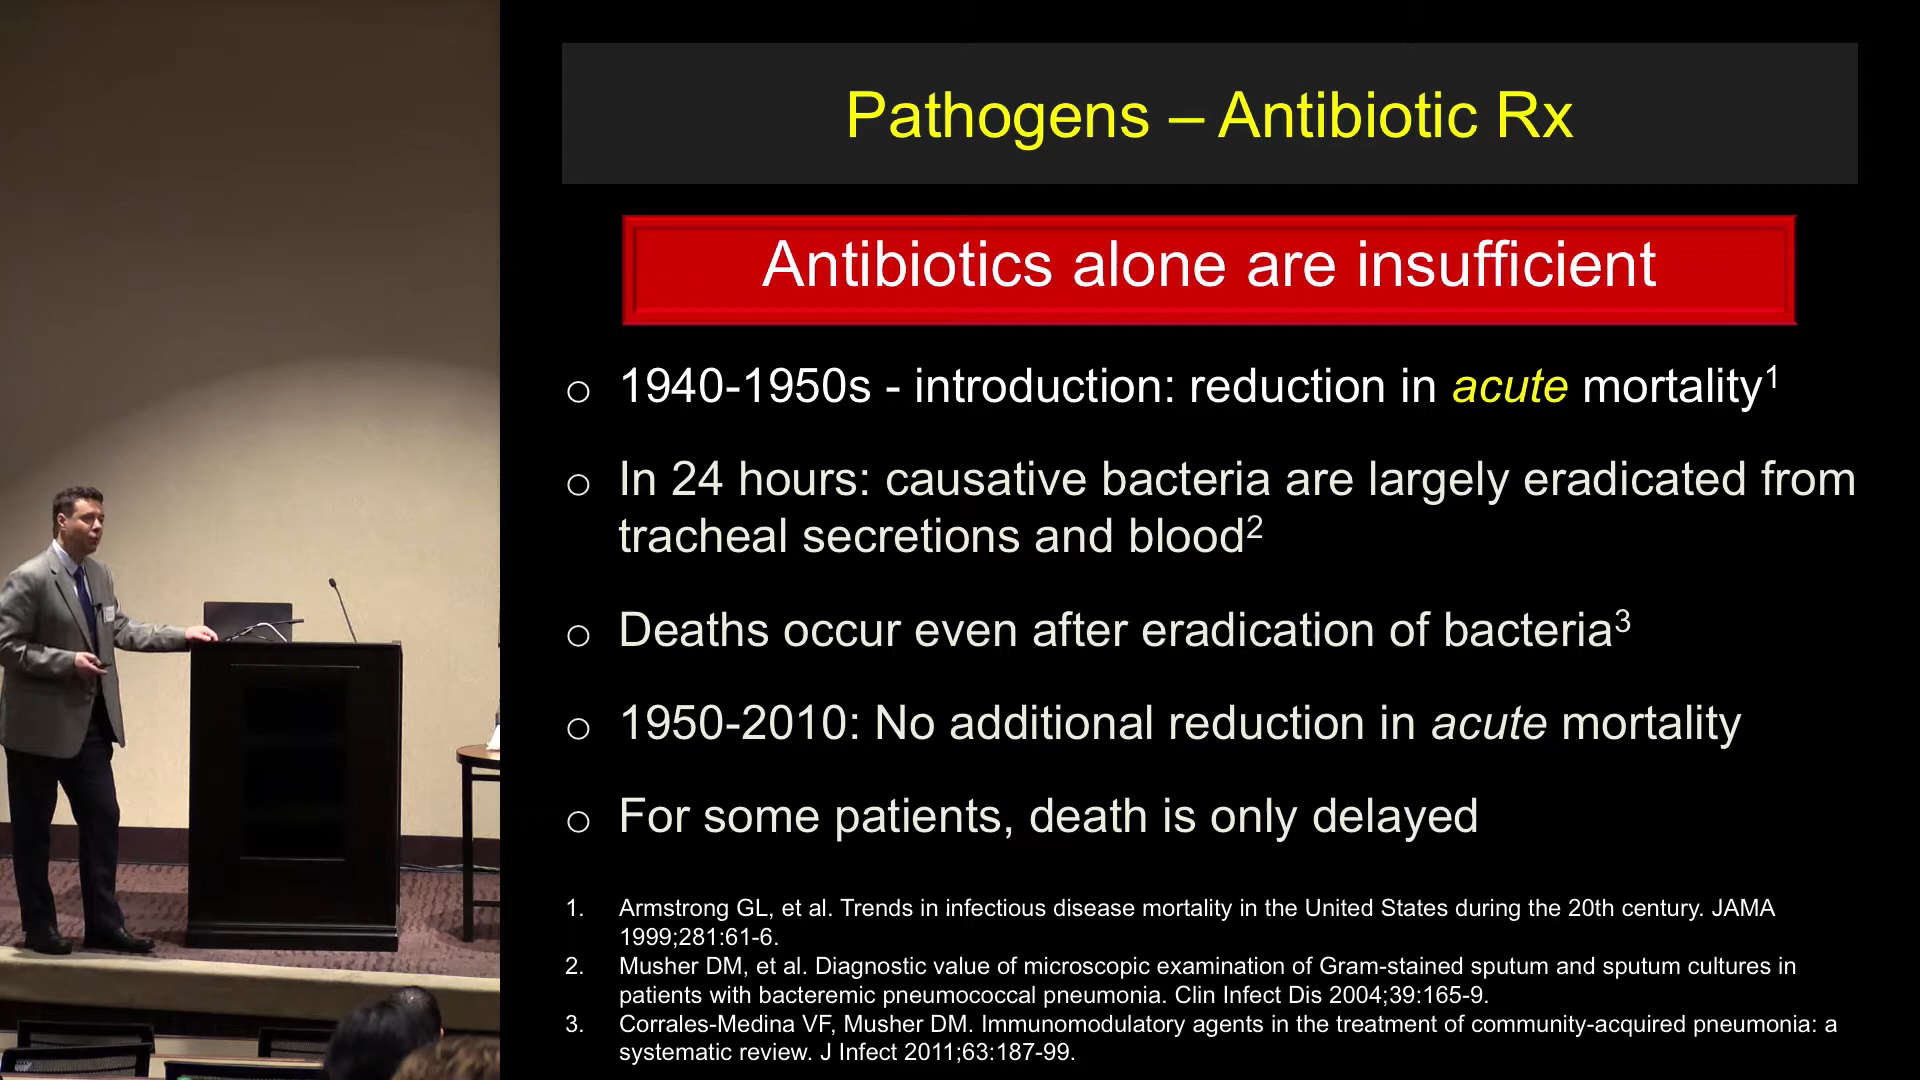 Pathogens – Antibiotic Rx
Antibiotics alone are insufficient
o 1940-1950s - introduction: reduction in acute mortality1
o In 24 hours: causative bacteria are largely eradicated from
tracheal secretions and blood2
o Deaths occur even after eradication of bacteria3
o 1950-2010: No additional reduction in acute mortality
o For some patients, death is only delayed
1. Armstrong GL, et al. Trends in infectious disease mortality in the United States during the 20th century. JAMA
1999;281:61-6.
2. Musher DM, et al. Diagnostic value of microscopic examination of Gram-stained sputum and sputum cultures in
patients with bacteremic pneumococcal pneumonia. Clin Infect Dis 2004;39:165-9.
3. Corrales-Medina VF, Musher DM. Immunomodulatory agents in the treatment of community-acquired pneumonia: a
systematic review. J Infect 2011;63:187-99.